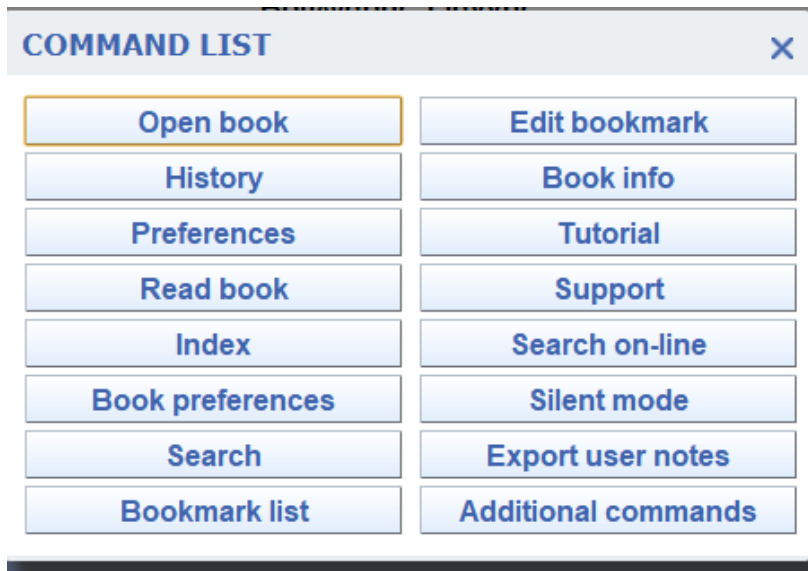 COMMAND LIST
Open book
Edit bookmark
History
Book info
Preferences
Tutorial
Read book
Support
Index
Search on-line
Book preferences
Silent mode
Search
Export user notes
Bookmark list
Additional commands